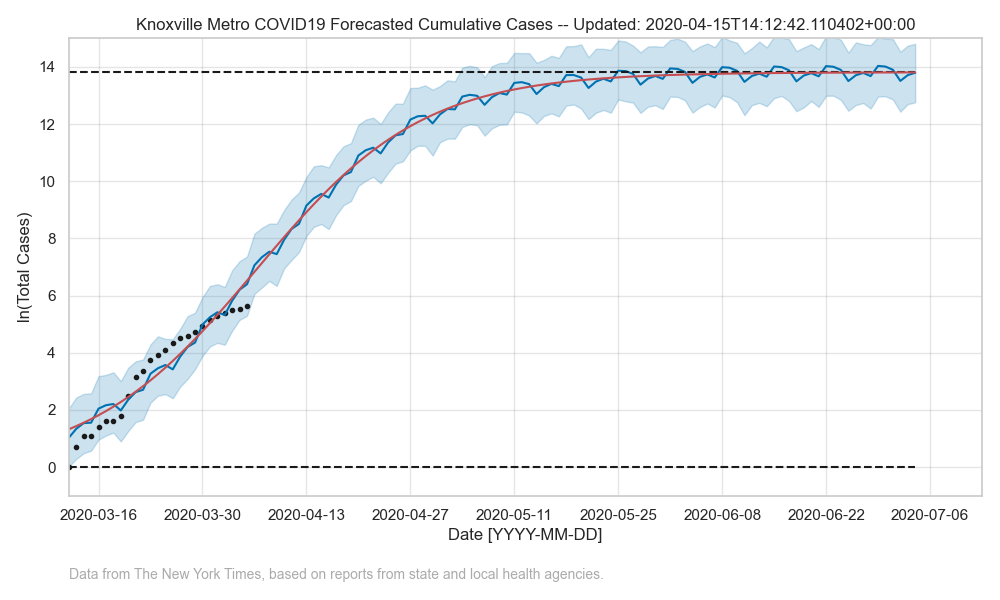 Knoxville Metro COVID19 Forecasted Cumulative Cases -- Updated: 2020-04-15T14:12:42.110402+00:00
ln(Total Cases)
14
12
10
8
6
4
2
0
2020-03-16 2020-03-30 2020-04-13 2020-04-27 2020-05-11 2020-05-25 2020-06-08 2020-06-22 2020-07-06
Date [YYYY-MM-DD]
Data from The New York Times, based on reports from state and local health agencies.